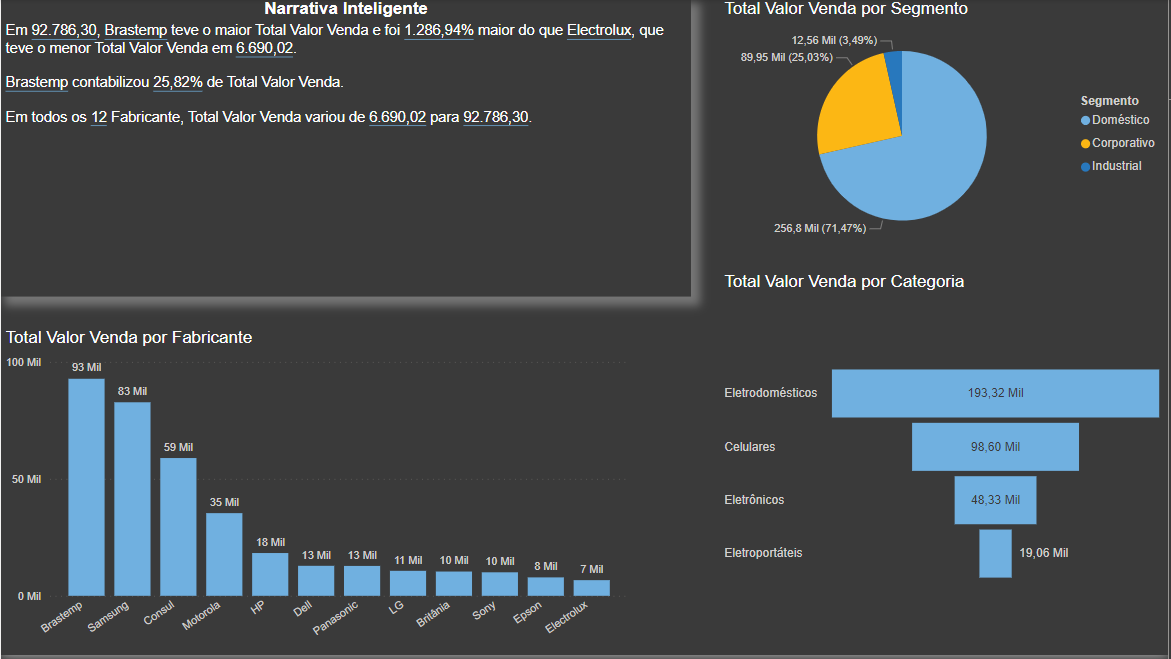 Narrativa Inteligente
Em 92.786,30, Brastemp teve o maior Total Valor Venda e foi 1.286,94% maior do que Electrolux, que
teve o menor Total Valor Venda em 6.690,02.
Brastemp contabilizou 25,82% de Total Valor Venda.
Em todos os 12 Fabricante, Total Valor Venda variou de 6.690,02 para 92.786,30.
Total Valor Venda por Segmento
12,56 Mil (3,49%)
89,95 Mil (25,03%)
256,8 Mil (71,47%)
Segmento
Doméstico
Corporativo
Industrial
Total Valor Venda por Fabricante
100 Mil
50 Mil
0 Mil
93 Mil
83 Mil
59 Mil
35 Mil
18 Mil
13 Mil
13 Mil
11 Mil
10 Mil
10 Mil
8 Mil
7 Mil
Brastemp
Samsung
Consul
Motorola
HP
Dell
Panasonic
LG
Britânia
Sony
Epson
Electrolux
Total Valor Venda por Categoria
Eletrodomésticos
193,32 Mil
Celulares
98,60 Mil
Eletrônicos
48,33 Mil
Eletroportáteis
19,06 Mil